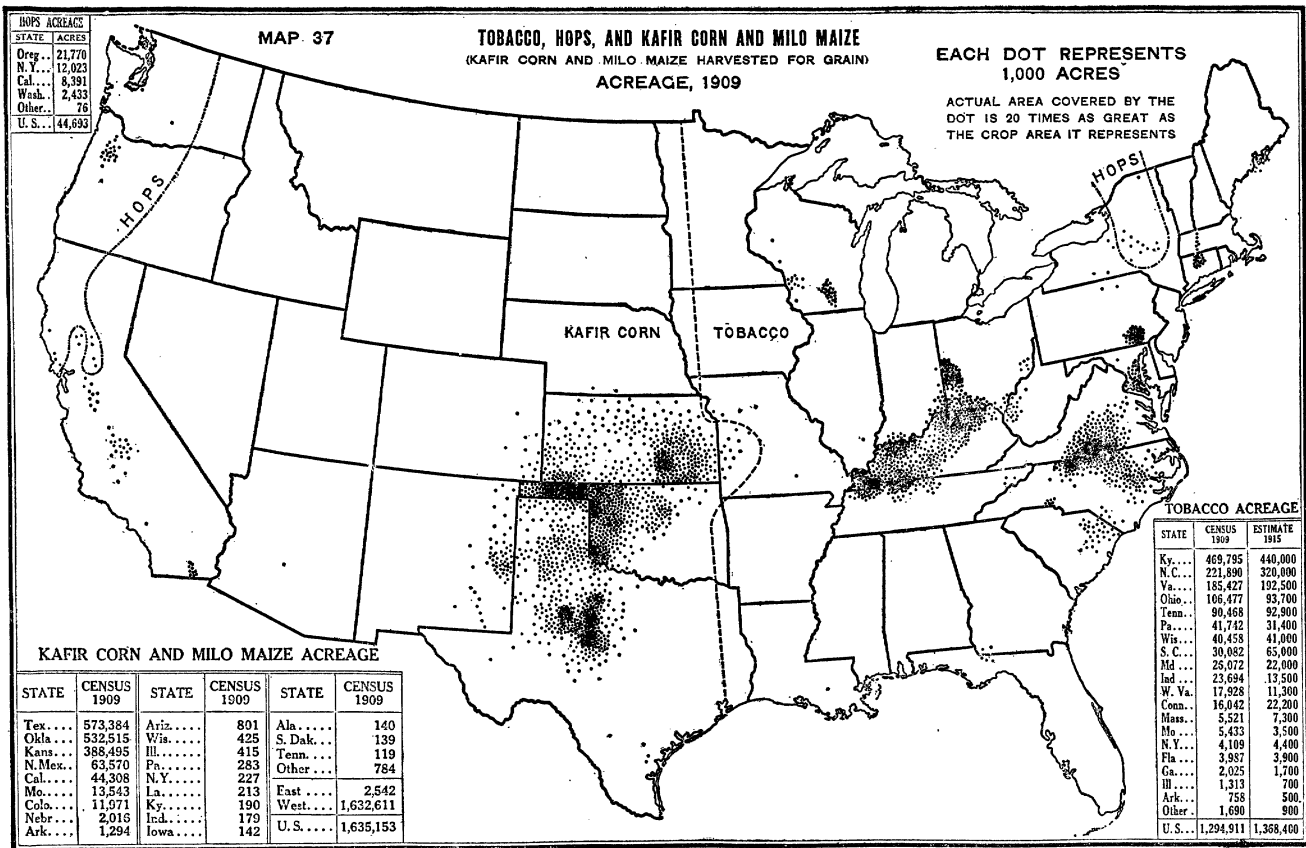 HOPS ACREAGE
STATE ACRES
Oreg.. 21,770
N.Y... 12,023
Cal.... 8,391
Wash.. 2,433
Other.. 76
U. S... 44,693
MAP 37
TOBACCO, HOPS, AND KAFIR CORN AND MILO MAIZE
(KAFIR CORN AND MILO MAIZE HARVESTED FOR GRAIN)
ACREAGE, 1909
EACH DOT REPRESENTS
1,000 ACRES
ACTUAL AREA COVERED BY THE
DOT IS 20 TIMES AS GREAT AS
THE CROP AREA IT REPRESENTS
HOPS
HOPS
KAFIR CORN
TOBACCO
KAFIR CORN AND MILO MAIZE ACREAGE
STATE CENSUS 1909 STATE CENSUS 1909 STATE CENSUS 1909
Tex..... 573,384 Ariz..... 801 Ala..... 140
Okla.... 532,515 Wis..... 425 S. Dak... 139
Kans... 388,495 Ill....... 415 Tenn.... 119
N. Mex.. 63,570 Pa...... 283 Other ... 784
Cal..... 44,308 N.Y..... 227
Mo..... 13,543 La...... 213 East .... 2,542
Colo.... 11,971 Ky...... 190 West.... 1,632,611
Nebr.... 2,016 Ind..... 179 U. S..... 1,635,153
Ark.... 1,294 Iowa.... 142
TOBACCO ACREAGE
STATE CENSUS 1909 ESTIMATE 1915
Ky.... 469,795 440,000
N.C... 221,890 320,000
Va.... 185,427 192,500
Ohio.. 106,477 93,700
Tenn.. 90,468 92,900
Pa.... 41,742 31,400
Wis... 40,458 41,000
S. C... 30,082 65,000
Md ... 26,072 22,000
Ind ... 23,694 13,500
W. Va. 17,928 11,300
Conn.. 16,042 22,200
Mass.. 5,521 7,300
Mo ... 5,433 3,500
N.Y... 4,109 4,400
Fla ... 3,987 3,900
Ga.... 2,025 1,700
Ill .... 1,313 700
Ark... 758 500
Other . 1,690 900
U. S... 1,294,911 1,368,400